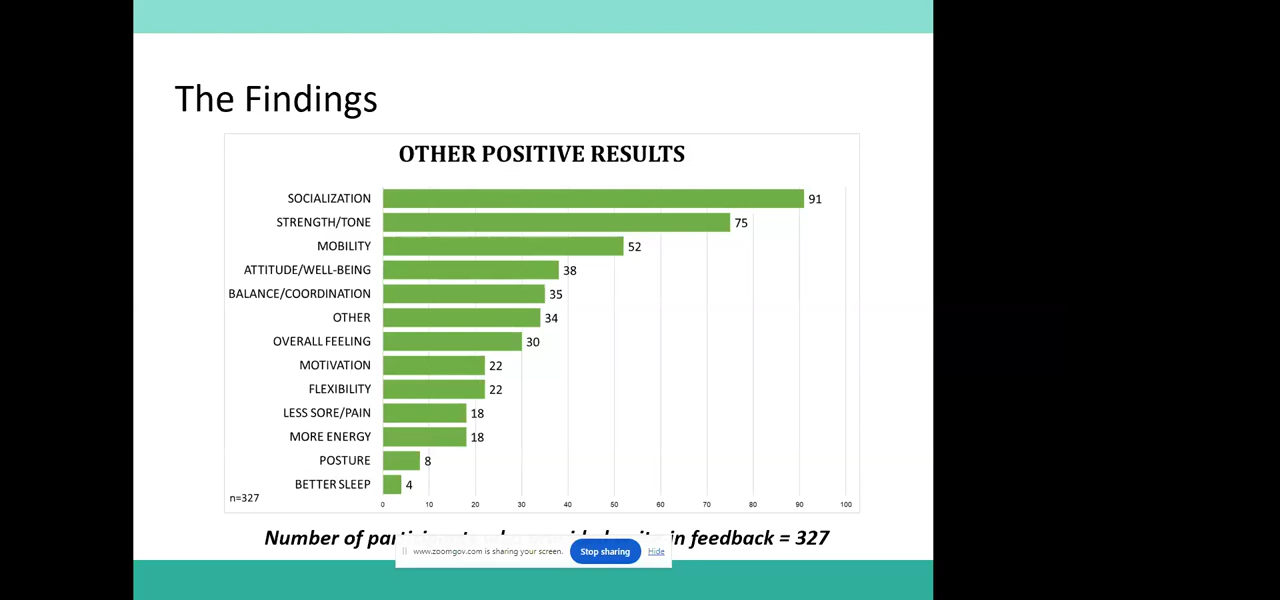 The Findings
OTHER POSITIVE RESULTS
SOCIALIZATION 91
STRENGTH/TONE 75
MOBILITY 52
ATTITUDE/WELL-BEING 38
BALANCE/COORDINATION 35
OTHER 34
OVERALL FEELING 30
MOTIVATION 22
FLEXIBILITY 22
LESS SORE/PAIN 18
MORE ENERGY 18
POSTURE 8
BETTER SLEEP 4
n=327
0 10 20 30 40 50 60 70 80 90 100
Number of feedback = 327
www.zoomgov.com is sharing your screen. Stop sharing Hide